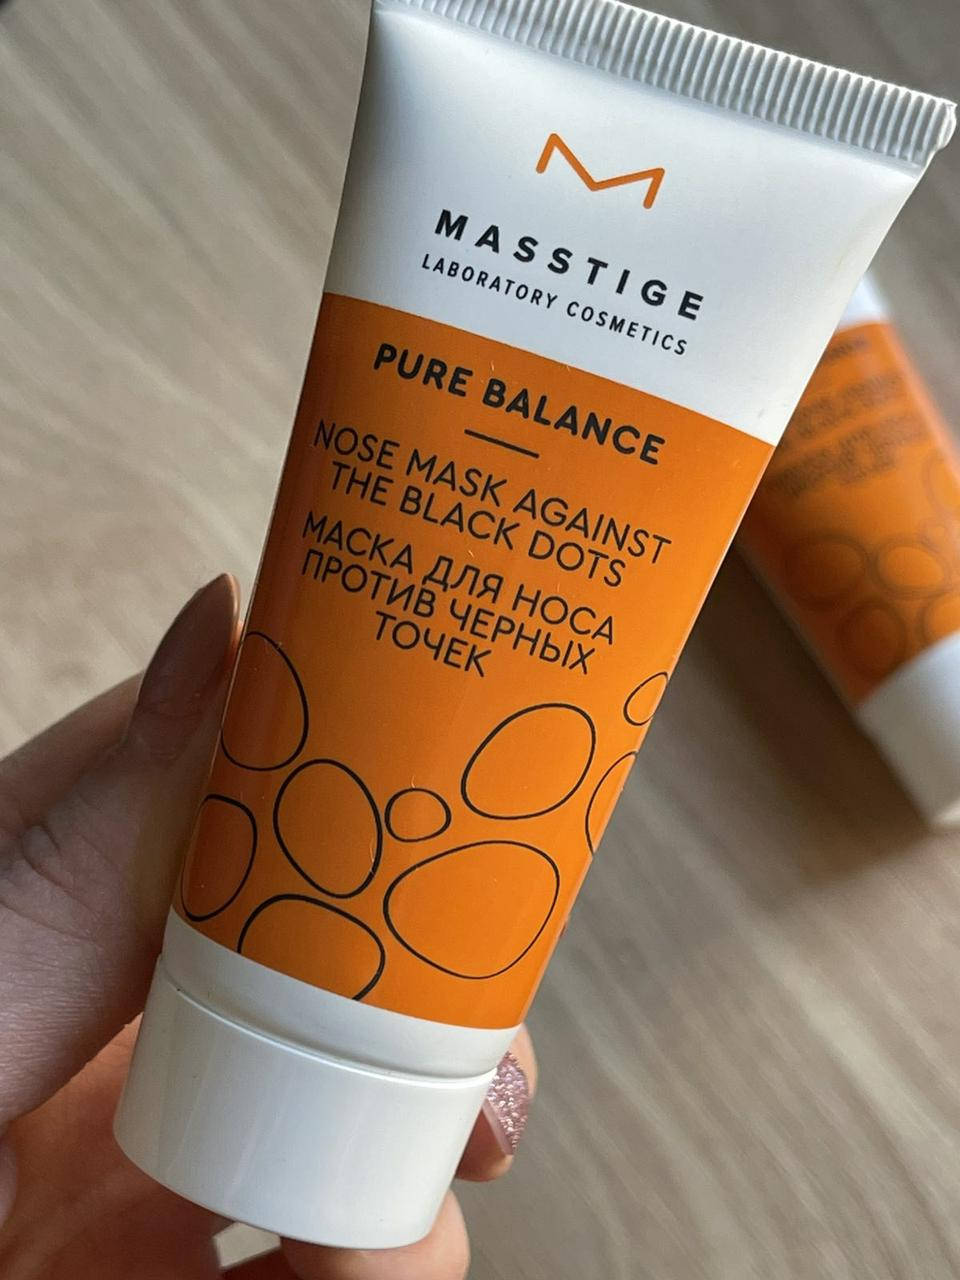 MASSTIGE
LABORATORY COSMETICS
PURE BALANCE
NOSE MASK AGAINST
THE BLACK DOTS
МАСКА ДЛЯ НОСА
ПРОТИВ ЧЕРНЫХ
ТОЧЕК